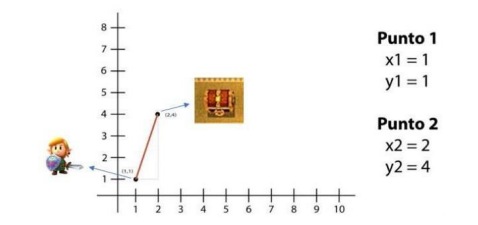 8
7
6
5
4
3
2
1
1 2 3 4 5 6 7 8 9 10
(2,4)
(1,1)
Punto 1
x1 = 1
y1 = 1
Punto 2
x2 = 2
y2 = 4